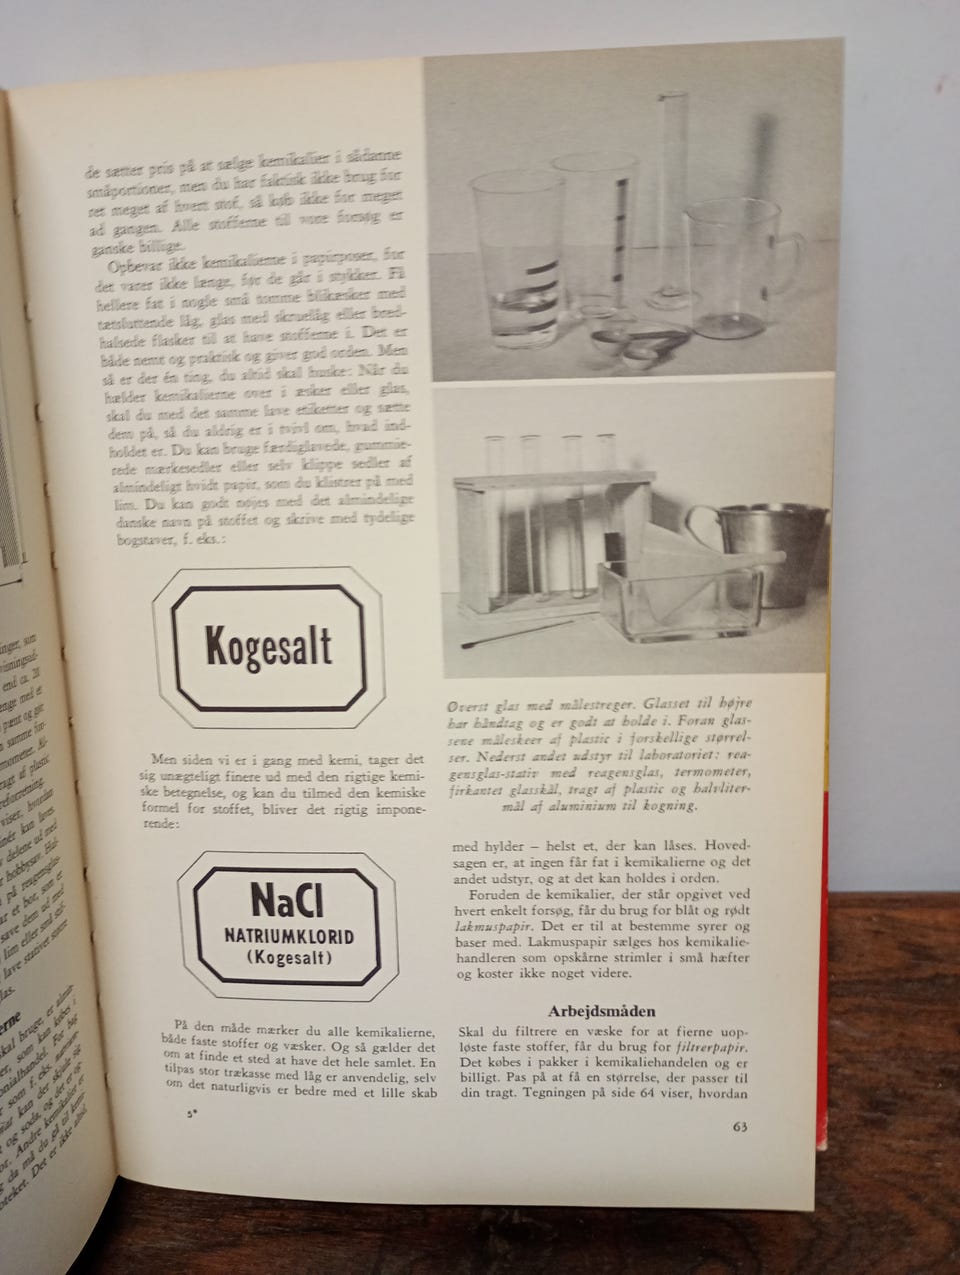 de sætter pris på at sælge kemikalier i sådanne
småportioner, men du har faktisk ikke brug for
ret meget af hvert stof, så køb ikke for meget
ad gangen. Alle stofferne til vore forsøg er
ganske billige.
Opbevar ikke kemikalierne i papirposer, for
det varer ikke længe, før de går i stykker. Få
hellere fat i nogle små tomme blikæsker med
tætsluttende låg, glas med skruelåg eller bred-
halsede flasker til at have stofferne i. Det er
både nemt og praktisk og giver god orden. Men
så er der én ting, du altid skal huske: Når du
hælder kemikalierne over i æsker eller glas,
skal du med det samme lave etiketter og sætte
dem på, så du aldrig er i tvivl om, hvad ind-
holdet er. Du kan bruge færdiglavede, gummie-
rede mærkesedler eller selv klippe sedler af
almindeligt hvidt papir, som du klistrer på med
lim. Du kan godt nøjes med det almindelige
danske navn på stoffet og skrive med tydelige
bogstaver, f. eks.:
Kogesalt
Men siden vi er i gang med kemi, tager det
sig unægteligt finere ud med den rigtige kemi-
ske betegnelse, og kan du tilmed den kemiske
formel for stoffet, bliver det rigtig impone-
rende:
NaCl
NATRIUMKLORID
(Kogesalt)
På den måde mærker du alle kemikalierne,
både faste stoffer og væsker. Og så gælder det
om at finde et sted at have det hele samlet. En
tilpas stor trækasse med låg er anvendelig, selv
om det naturligvis er bedre med et lille skab
5*
Øverst glas med målestreger. Glasset til højre
har håndtag og er godt at holde i. Foran glas-
sene måleskeer af plastic i forskellige størrel-
ser. Nederst andet udstyr til laboratoriet: rea-
gensglas-stativ med reagensglas, termometer,
firkantet glasskål, tragt af plastic og halvliter-
mål af aluminium til kogning.
med hylder – helst et, der kan låses. Hoved-
sagen er, at ingen får fat i kemikalierne og det
andet udstyr, og at det kan holdes i orden.
Foruden de kemikalier, der står opgivet ved
hvert enkelt forsøg, får du brug for blåt og rødt
lakmuspapir. Det er til at bestemme syrer og
baser med. Lakmuspapir sælges hos kemikalie-
handleren som opskårne strimler i små hæfter
og koster ikke noget videre.
Arbejdsmåden
Skal du filtrere en væske for at fjerne uop-
løste faste stoffer, får du brug for filtrerpapir.
Det købes i pakker i kemikaliehandelen og er
billigt. Pas på at få en størrelse, der passer til
din tragt. Tegningen på side 64 viser, hvordan
63